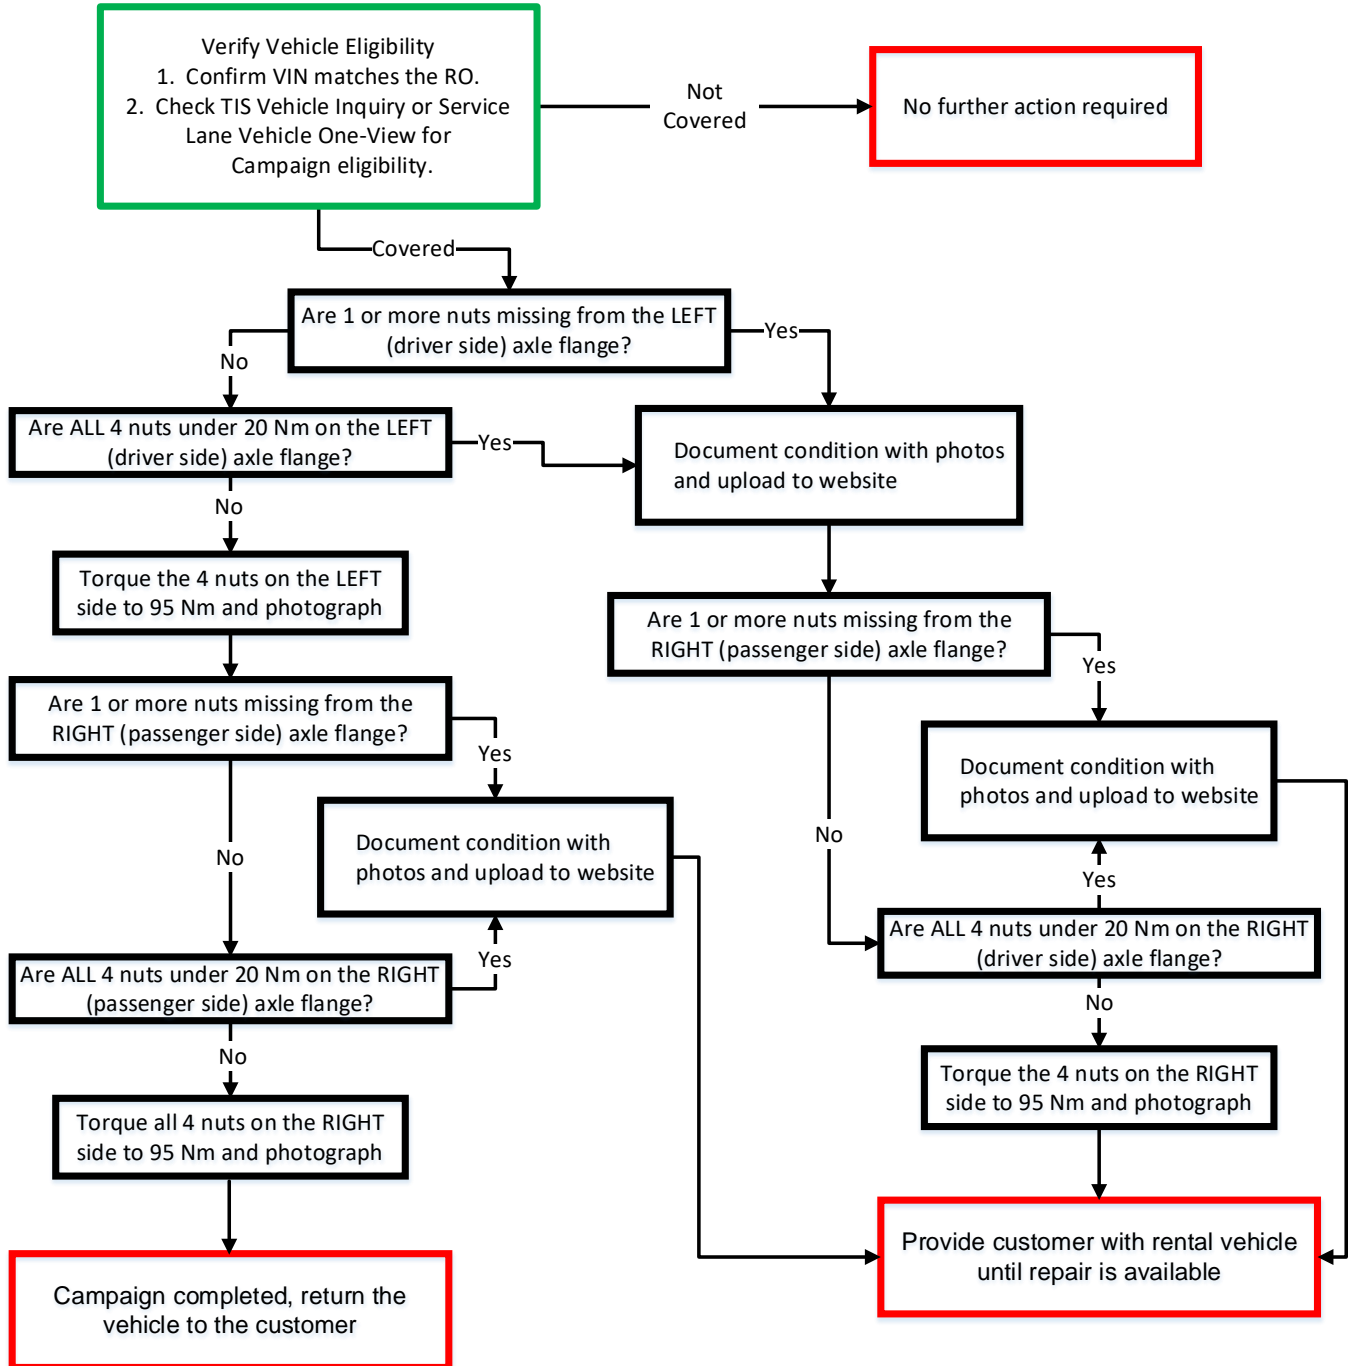 Verify Vehicle Eligibility
1. Confirm VIN matches the RO.
2. Check TIS Vehicle Inquiry or Service
Lane Vehicle One-View for
Campaign eligibility.
Not
Covered
No further action required
Covered
Are 1 or more nuts missing from the LEFT
(driver side) axle flange?
Yes
No
Are ALL 4 nuts under 20 Nm on the LEFT
(driver side) axle flange?
Yes
Document condition with photos
and upload to website
No
Torque the 4 nuts on the LEFT
side to 95 Nm and photograph
Are 1 or more nuts missing from the
RIGHT (passenger side) axle flange?
Yes
Are 1 or more nuts missing from the
RIGHT (passenger side) axle flange?
Yes
Document condition with
photos and upload to website
No
Document condition with
photos and upload to website
No
Yes
Are ALL 4 nuts under 20 Nm on the RIGHT
(driver side) axle flange?
Yes
Are ALL 4 nuts under 20 Nm on the RIGHT
(passenger side) axle flange?
No
No
Torque the 4 nuts on the RIGHT
side to 95 Nm and photograph
Torque all 4 nuts on the RIGHT
side to 95 Nm and photograph
Provide customer with rental vehicle
until repair is available
Campaign completed, return the
vehicle to the customer